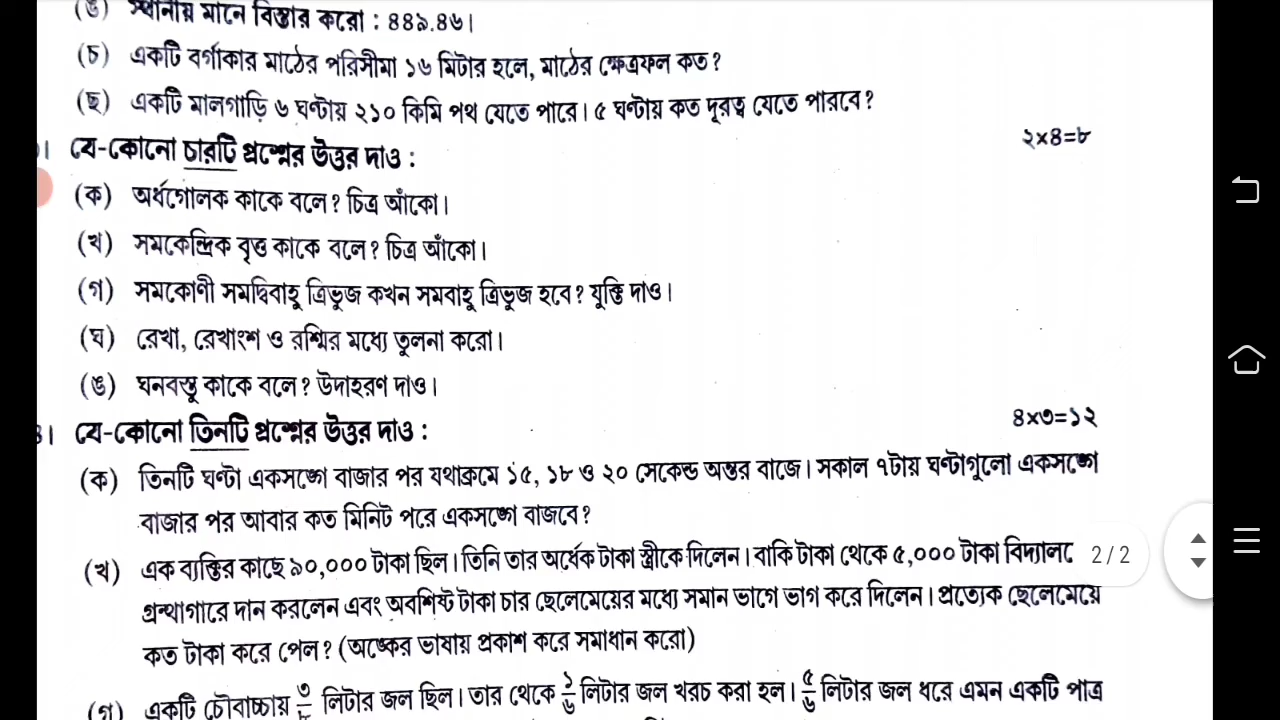 (ঙ) স্থানীয় মানে বিস্তার করো : ৪৪৯.৪৬।
(চ) একটি বর্গাকার মাঠের পরিসীমা ১৬ মিটার হলে, মাঠের ক্ষেত্রফল কত?
(ছ) একটি মালগাড়ি ৬ ঘণ্টায় ২১০ কিমি পথ যেতে পারে। ৫ ঘণ্টায় কত দূরত্ব যেতে পারবে?
। যে-কোনো চারটি প্রশ্নের উত্তর দাও : ২×৪=৮
(ক) অর্ধগোলক কাকে বলে? চিত্র আঁকো।
(খ) সমকেন্দ্রিক বৃত্ত কাকে বলে? চিত্র আঁকো।
(গ) সমকোণী সমদ্বিবাহু ত্রিভুজ কখন সমবাহু ত্রিভুজ হবে? যুক্তি দাও।
(ঘ) রেখা, রেখাংশ ও রশ্মির মধ্যে তুলনা করো।
(ঙ) ঘনবস্তু কাকে বলে? উদাহরণ দাও।
৪। যে-কোনো তিনটি প্রশ্নের উত্তর দাও : ৪×৩=১২
(ক) তিনটি ঘণ্টা একসঙ্গে বাজার পর যথাক্রমে ১৫, ১৮ ও ২০ সেকেন্ড অন্তর বাজে। সকাল ৭টায় ঘণ্টাগুলো একসঙ্গে
বাজার পর আবার কত মিনিট পরে একসঙ্গে বাজবে?
(খ) এক ব্যক্তির কাছে ৯০,০০০ টাকা ছিল। তিনি তার অর্ধেক টাকা স্ত্রীকে দিলেন। বাকি টাকা থেকে ৫,০০০ টাকা বিদ্যালে 2/2
গ্রন্থাগারে দান করলেন এবং অবশিষ্ট টাকা চার ছেলেমেয়ের মধ্যে সমান ভাগে ভাগ করে দিলেন। প্রত্যেক ছেলেমেয়ে
কত টাকা করে পেল? (অঙ্কের ভাষায় প্রকাশ করে সমাধান করো)
(গ) একটি চৌবাচ্চায় ৩/৮ লিটার জল ছিল। তার থেকে ১/৬ লিটার জল খরচ করা হল। ৫/৬ লিটার জল ধরে এমন একটি পাত্র